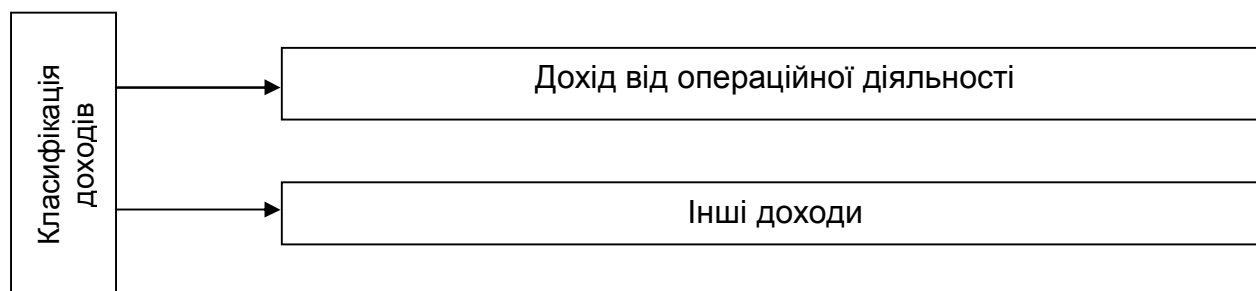 Класифікація
доходів
Дохід від операційної діяльності
Інші доходи